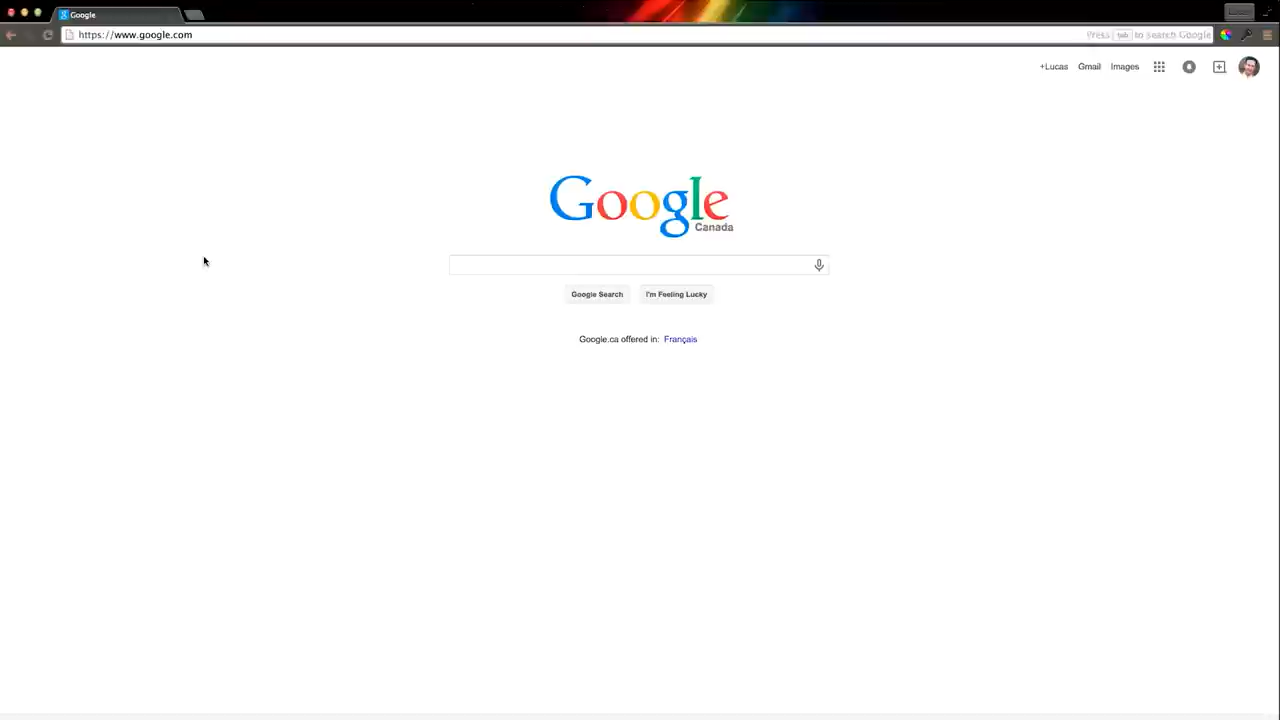 Google
https://www.google.com
Press tab to search Google
+Lucas Gmail Images
Google
Canada
Google Search I'm Feeling Lucky
Google.ca offered in: Français